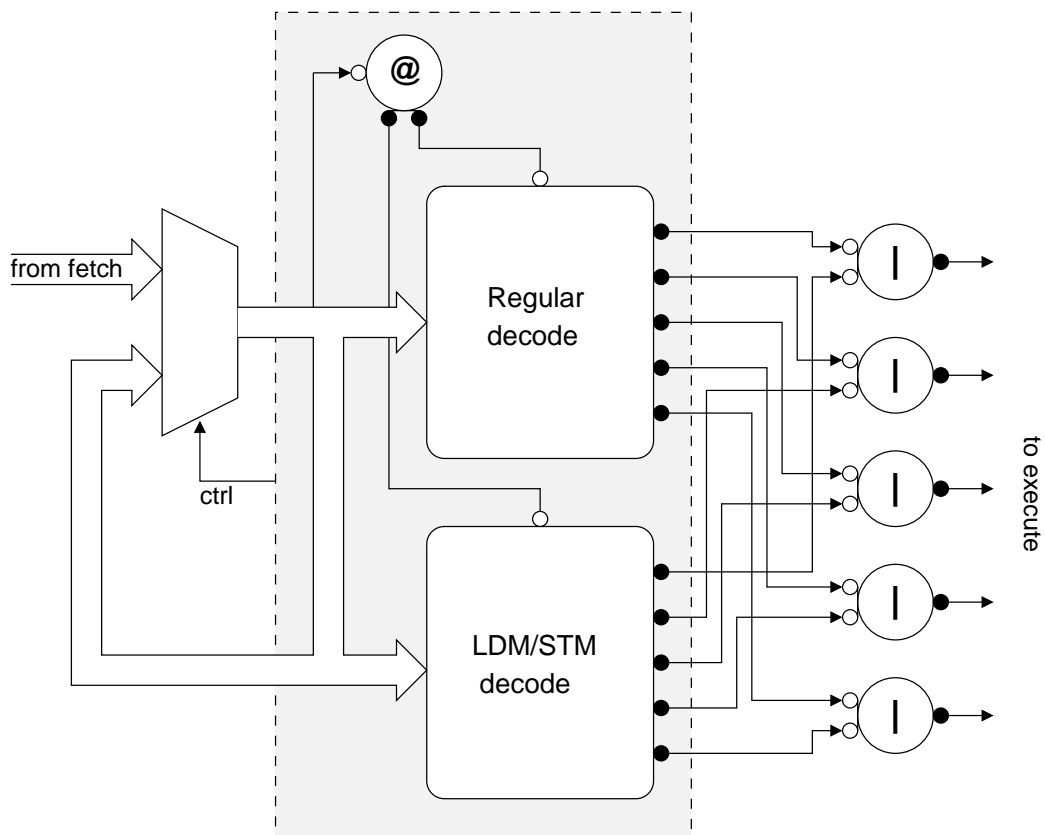 @
from fetch
Regular
decode
ctrl
LDM/STM
decode
|
|
|
|
|
to execute